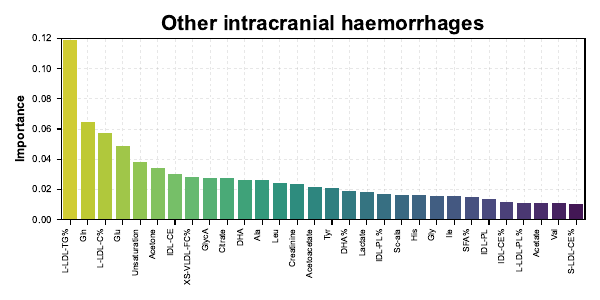 Other intracranial haemorrhages
Importance
0.12
0.10
0.08
0.06
0.04
0.02
0.00
L-LDL-TG%
Gln
L-LDL-C%
Glu
Unsaturation
Acetone
IDL-CE
XS-VLDL-FC%
GlycA
Citrate
DHA
Ala
Leu
Creatinine
Acetoacetate
Tyr
DHA%
Lactate
IDL-PL%
Sc-ala
His
Gly
Ile
SFA%
IDL-PL
IDL-CE%
L-LDL-PL%
Acetate
Val
S-LDL-CE%